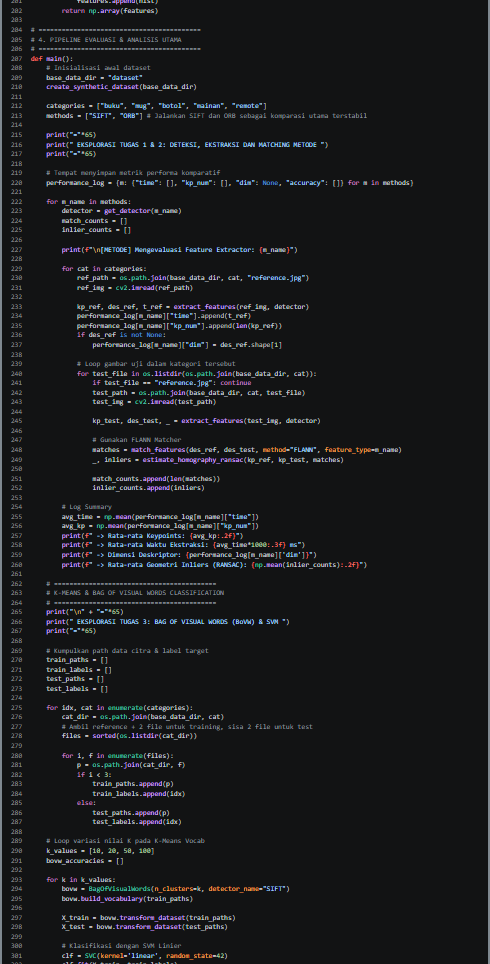 201 features.append(hist)
202 return np.array(features)
203
204 # ==========================================
205 # 4. PIPELINE EVALUASI & ANALISIS UTAMA
206 # ==========================================
207 def main():
208 # Inisialisasi awal dataset
209 base_data_dir = "dataset"
210 create_synthetic_dataset(base_data_dir)
211
212 categories = ["buku", "mug", "botol", "mainan", "remote"]
213 methods = ["SIFT", "ORB"] # Jalankan SIFT dan ORB sebagai komparasi utama terstabil
214
215 print("="*65)
216 print(" EKSPLORASI TUGAS 1 & 2: DETEKSI, EKSTRAKSI DAN MATCHING METODE ")
217 print("="*65)
218
219 # Tempat menyimpan metrik performa komparatif
220 performance_log = {m: {"time": [], "kp_num": [], "dim": None, "accuracy": []} for m in methods}
221
222 for m_name in methods:
223 detector = get_detector(m_name)
224 match_counts = []
225 inlier_counts = []
226
227 print(f"\n[METODE] Mengevaluasi Feature Extractor: {m_name}")
228
229 for cat in categories:
230 ref_path = os.path.join(base_data_dir, cat, "reference.jpg")
231 ref_img = cv2.imread(ref_path)
232
233 kp_ref, des_ref, t_ref = extract_features(ref_img, detector)
234 performance_log[m_name]["time"].append(t_ref)
235 performance_log[m_name]["kp_num"].append(len(kp_ref))
236 if des_ref is not None:
237 performance_log[m_name]["dim"] = des_ref.shape[1]
238
239 # Loop gambar uji dalam kategori tersebut
240 for test_file in os.listdir(os.path.join(base_data_dir, cat)):
241 if test_file == "reference.jpg": continue
242 test_path = os.path.join(base_data_dir, cat, test_file)
243 test_img = cv2.imread(test_path)
244
245 kp_test, des_test, _ = extract_features(test_img, detector)
246
247 # Gunakan FLANN Matcher
248 matches = match_features(des_ref, des_test, method="FLANN", feature_type=m_name)
249 _, inliers = estimate_homography_ransac(kp_ref, kp_test, matches)
250
251 match_counts.append(len(matches))
252 inlier_counts.append(inliers)
253
254 # Log Summary
255 avg_time = np.mean(performance_log[m_name]["time"])
256 avg_kp = np.mean(performance_log[m_name]["kp_num"])
257 print(f" -> Rata-rata Keypoints: {avg_kp:.2f}")
258 print(f" -> Rata-rata Waktu Ekstraksi: {avg_time*1000:.3f} ms")
259 print(f" -> Dimensi Deskriptor: {performance_log[m_name]['dim']}")
260 print(f" -> Rata-rata Geometri Inliers (RANSAC): {np.mean(inlier_counts):.2f}")
261
262 # ==========================================
263 # K-MEANS & BAG OF VISUAL WORDS CLASSIFICATION
264 # ==========================================
265 print("\n" + "="*65)
266 print(" EKSPLORASI TUGAS 3: BAG OF VISUAL WORDS (BoVW) & SVM ")
267 print("="*65)
268
269 # Kumpulkan path data citra & label target
270 train_paths = []
271 train_labels = []
272 test_paths = []
273 test_labels = []
274
275 for idx, cat in enumerate(categories):
276 cat_dir = os.path.join(base_data_dir, cat)
277 # Ambil reference + 2 file untuk training, sisa 2 file untuk test
278 files = sorted(os.listdir(cat_dir))
279
280 for i, f in enumerate(files):
281 p = os.path.join(cat_dir, f)
282 if i < 3:
283 train_paths.append(p)
284 train_labels.append(idx)
285 else:
286 test_paths.append(p)
287 test_labels.append(idx)
288
289 # Loop variasi nilai K pada K-Means Vocab
290 k_values = [10, 20, 50, 100]
291 bovw_accuracies = []
292
293 for k in k_values:
294 bovw = BagOfVisualWords(n_clusters=k, detector_name="SIFT")
295 bovw.build_vocabulary(train_paths)
296
297 X_train = bovw.transform_dataset(train_paths)
298 X_test = bovw.transform_dataset(test_paths)
299
300 # Klasifikasi dengan SVM Linier
301 clf = SVC(kernel='linear', random_state=42)